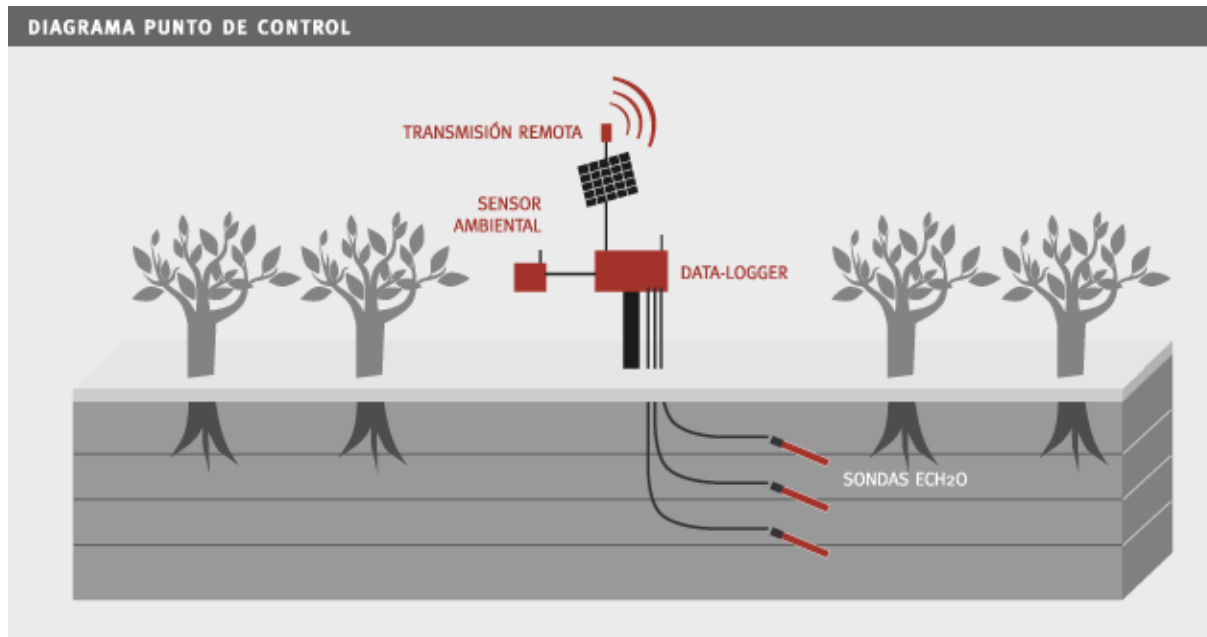 DIAGRAMA PUNTO DE CONTROL
TRANSMISIÓN REMOTA
SENSOR
AMBIENTAL
DATA-LOGGER
SONDAS ECH2O